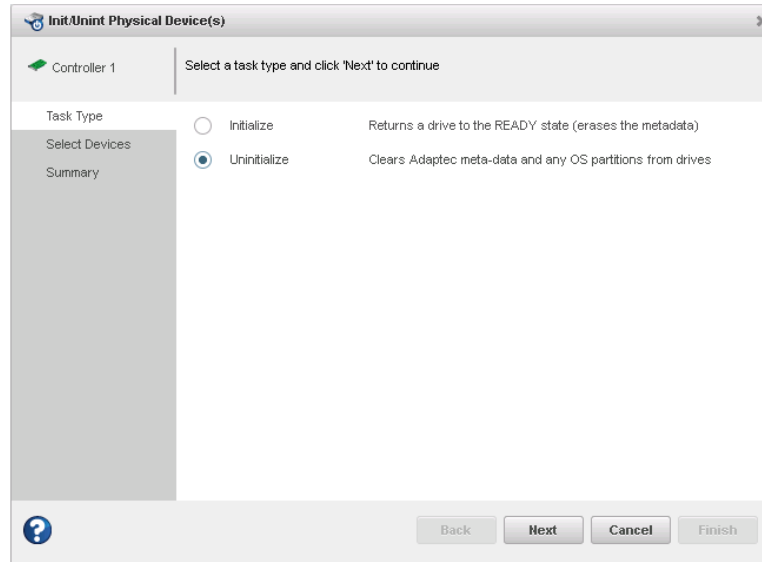 Init/Unint Physical Device(s)
Controller 1
Select a task type and click 'Next' to continue
Task Type
Select Devices
Summary
Initialize Returns a drive to the READY state (erases the metadata)
Uninitialize Clears Adaptec meta-data and any OS partitions from drives
? Back Next Cancel Finish